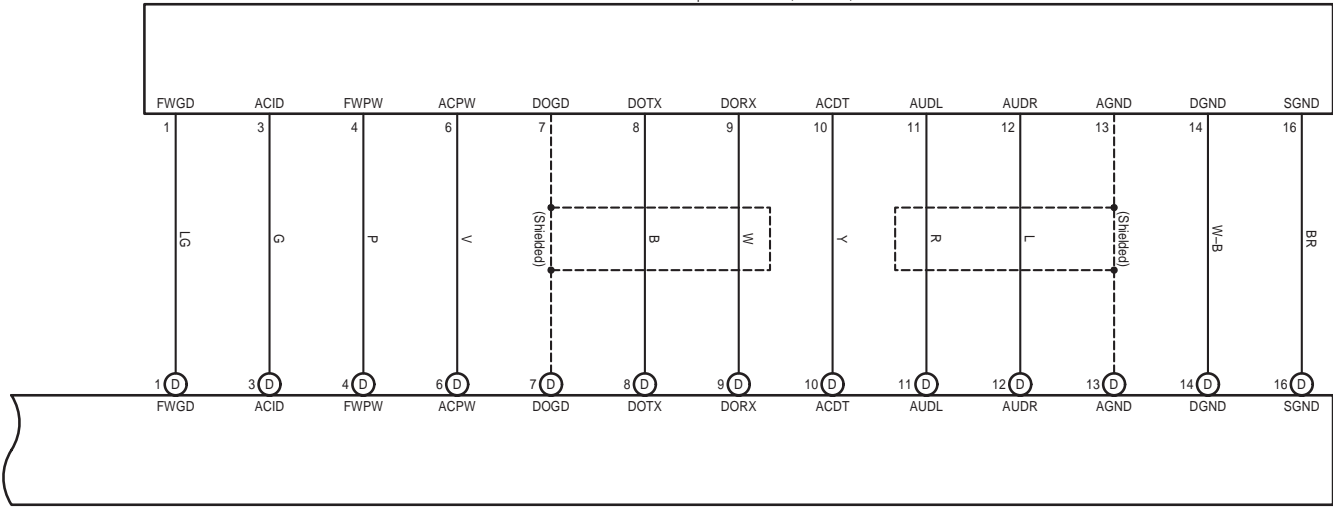 FWGD ACID FWPW ACPW DOGD DOTX DORX ACDT AUDL AUDR AGND DGND SGND
1 3 4 6 7 8 9 10 11 12 13 14 16
LG G P V (Shielded) B W Y R L (Shielded) W–B BR
1 D 3 D 4 D 6 D 7 D 8 D 9 D 10 D 11 D 12 D 13 D 14 D 16 D
FWGD ACID FWPW ACPW DOGD DOTX DORX ACDT AUDL AUDR AGND DGND SGND